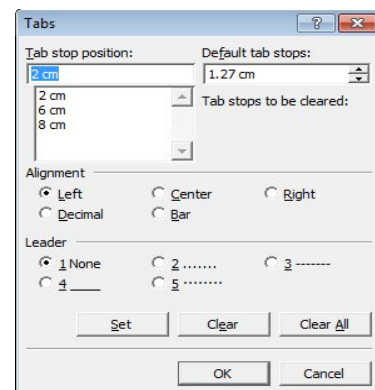 Tabs
Tab stop position: Default tab stops:
2 cm 1.27 cm
2 cm Tab stops to be cleared:
6 cm
8 cm
Alignment
Left Center Right
Decimal Bar
Leader
1 None 2 ....... 3 -------
4 ____ 5 ........
Set Clear Clear All
OK Cancel